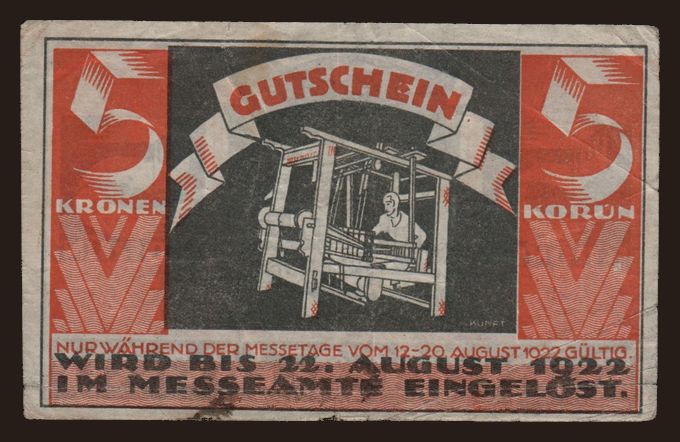 GUTSCHEIN
5
KRONEN
5
KORUN
KUNFT
NUR WÄHREND DER MESSETAGE VOM 12-20. AUGUST 1922 GÜLTIG.
WIRD BIS 22. AUGUST 1922
IM MESSEAMTE EINGELÖST.